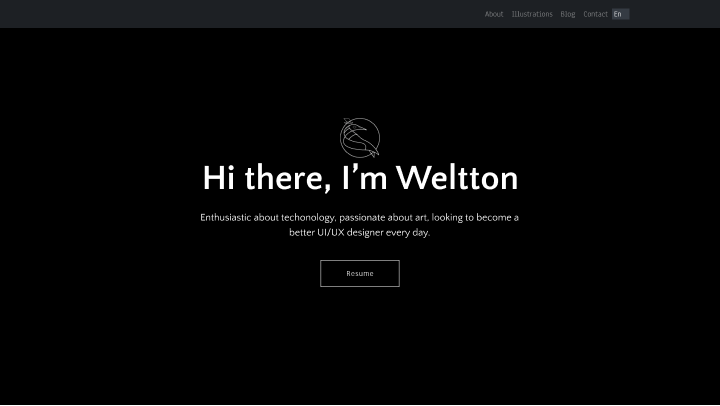 About Illustrations Blog Contact En
Hi there, I'm Weltton
Enthusiastic about techonology, passionate about art, looking to become a
better UI/UX designer every day.
Resume